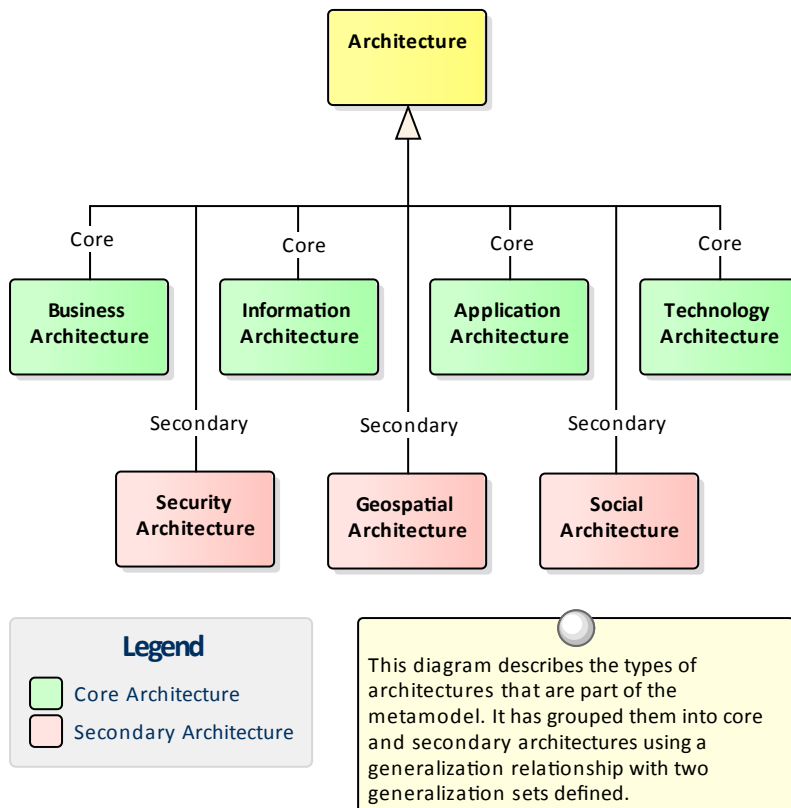 Architecture
Core
Core
Core
Core
Business
Architecture
Information
Architecture
Application
Architecture
Technology
Architecture
Secondary
Secondary
Secondary
Security
Architecture
Geospatial
Architecture
Social
Architecture
Legend
Core Architecture
Secondary Architecture
This diagram describes the types of
architectures that are part of the
metamodel. It has grouped them into core
and secondary architectures using a
generalization relationship with two
generalization sets defined.